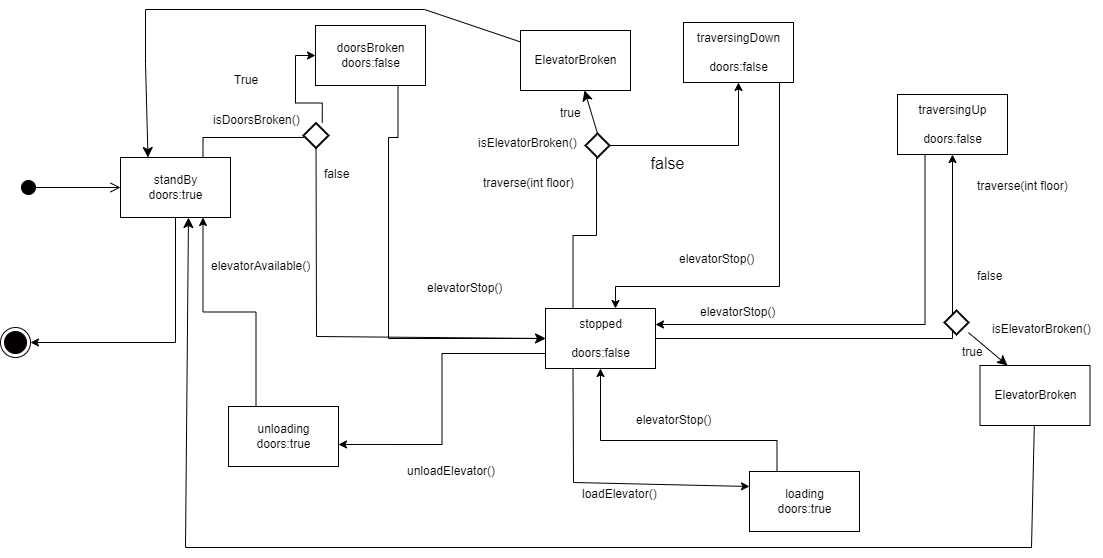 doorsBroken
doors:false
ElevatorBroken
traversingDown
doors:false
True
isDoorsBroken()
true
isElevatorBroken()
false
traversingUp
doors:false
standBy
doors:true
false
traverse(int floor)
traverse(int floor)
elevatorAvailable()
elevatorStop()
elevatorStop()
false
elevatorStop()
stopped
doors:false
isElevatorBroken()
true
ElevatorBroken
unloading
doors:true
elevatorStop()
unloadElevator()
loadElevator()
loading
doors:true